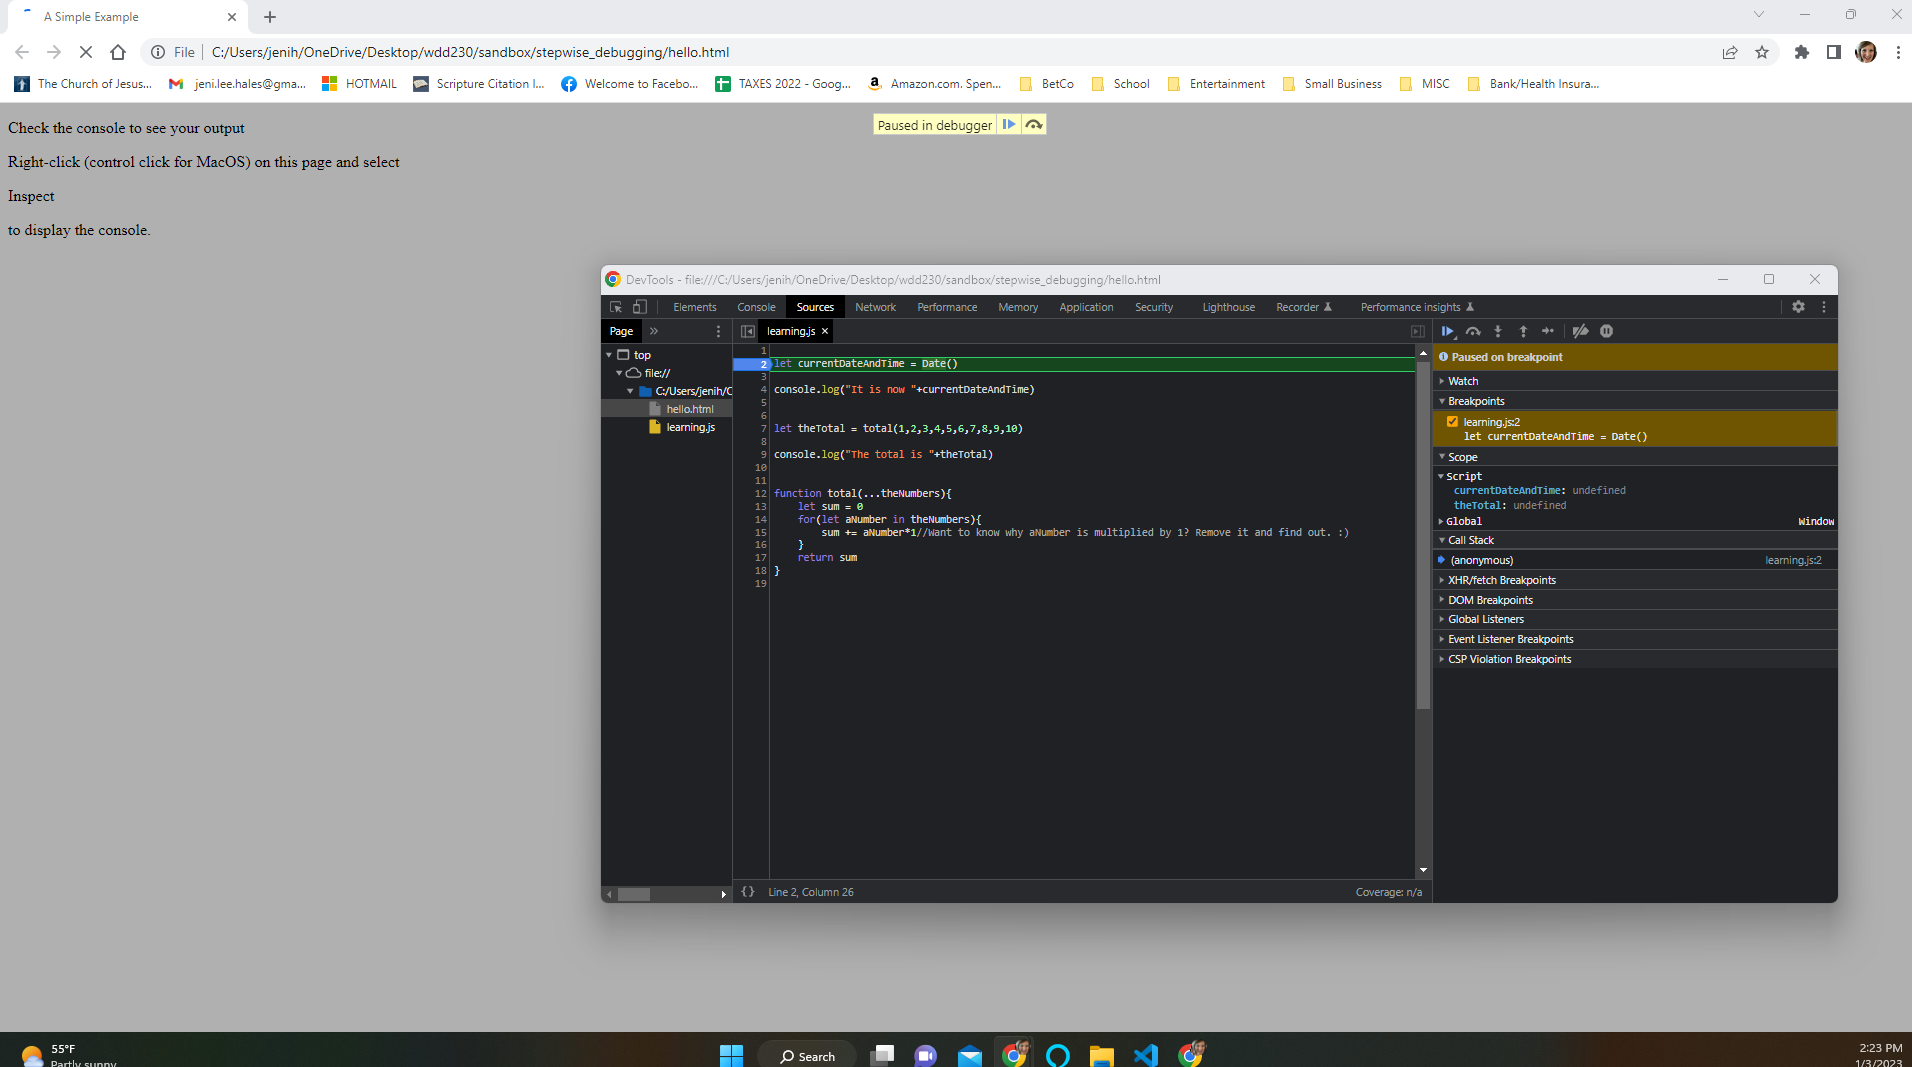 A Simple Example
File C:/Users/jenih/OneDrive/Desktop/wdd230/sandbox/stepwise_debugging/hello.html
The Church of Jesus... jeni.lee.hales@gma... HOTMAIL Scripture Citation I... Welcome to Facebo... TAXES 2022 - Goog... Amazon.com. Spen... BetCo School Entertainment Small Business MISC Bank/Health Insura...
Check the console to see your output
Paused in debugger
Right-click (control click for MacOS) on this page and select
Inspect
to display the console.
DevTools - file:///C:/Users/jenih/OneDrive/Desktop/wdd230/sandbox/stepwise_debugging/hello.html
Elements Console Sources Network Performance Memory Application Security Lighthouse Recorder Performance insights
Page »
top
file://
C:/Users/jenih/C
hello.html
learning.js
learning.js ×
1
2 let currentDateAndTime = Date()
3
4 console.log("It is now "+currentDateAndTime)
5
6
7 let theTotal = total(1,2,3,4,5,6,7,8,9,10)
8
9 console.log("The total is "+theTotal)
10
11
12 function total(...theNumbers){
13 let sum = 0
14 for(let aNumber in theNumbers){
15 sum += aNumber*1//Want to know why aNumber is multiplied by 1? Remove it and find out. :)
16 }
17 return sum
18 }
19
{} Line 2, Column 26
Coverage: n/a
Paused on breakpoint
Watch
Breakpoints
learning.js:2
let currentDateAndTime = Date()
Scope
Script
currentDateAndTime: undefined
theTotal: undefined
Global Window
Call Stack
(anonymous) learning.js:2
XHR/fetch Breakpoints
DOM Breakpoints
Global Listeners
Event Listener Breakpoints
CSP Violation Breakpoints
55°F
Partly sunny
Search
2:23 PM
1/3/2023